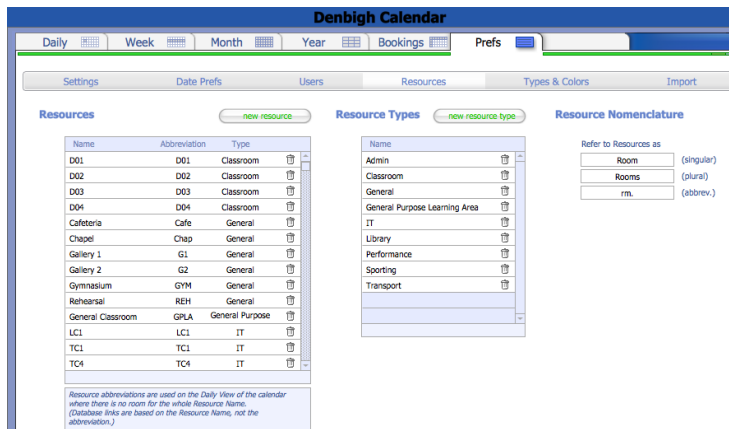 Denbigh Calendar
Daily Week Month Year Bookings Prefs
Settings Date Prefs Users Resources Types & Colors Import
Resources new resource Resource Types new resource type Resource Nomenclature
Name Abbreviation Type Name Refer to Resources as
D01 D01 Classroom Admin Room (singular)
D02 D02 Classroom Classroom Rooms (plural)
D03 D03 Classroom General rm. (abbrev.)
D04 D04 Classroom General Purpose Learning Area
Cafeteria Cafe General IT
Chapel Chap General Library
Gallery 1 G1 General Performance
Gallery 2 G2 General Sporting
Gymnasium GYM General Transport
Rehearsal REH General
General Classroom GPLA General Purpose
LC1 LC1 IT
TC1 TC1 IT
TC4 TC4 IT
Resource abbreviations are used on the Daily View of the calendar
where there is no room for the whole Resource Name.
(Database links are based on the Resource Name, not the
abbreviation.)